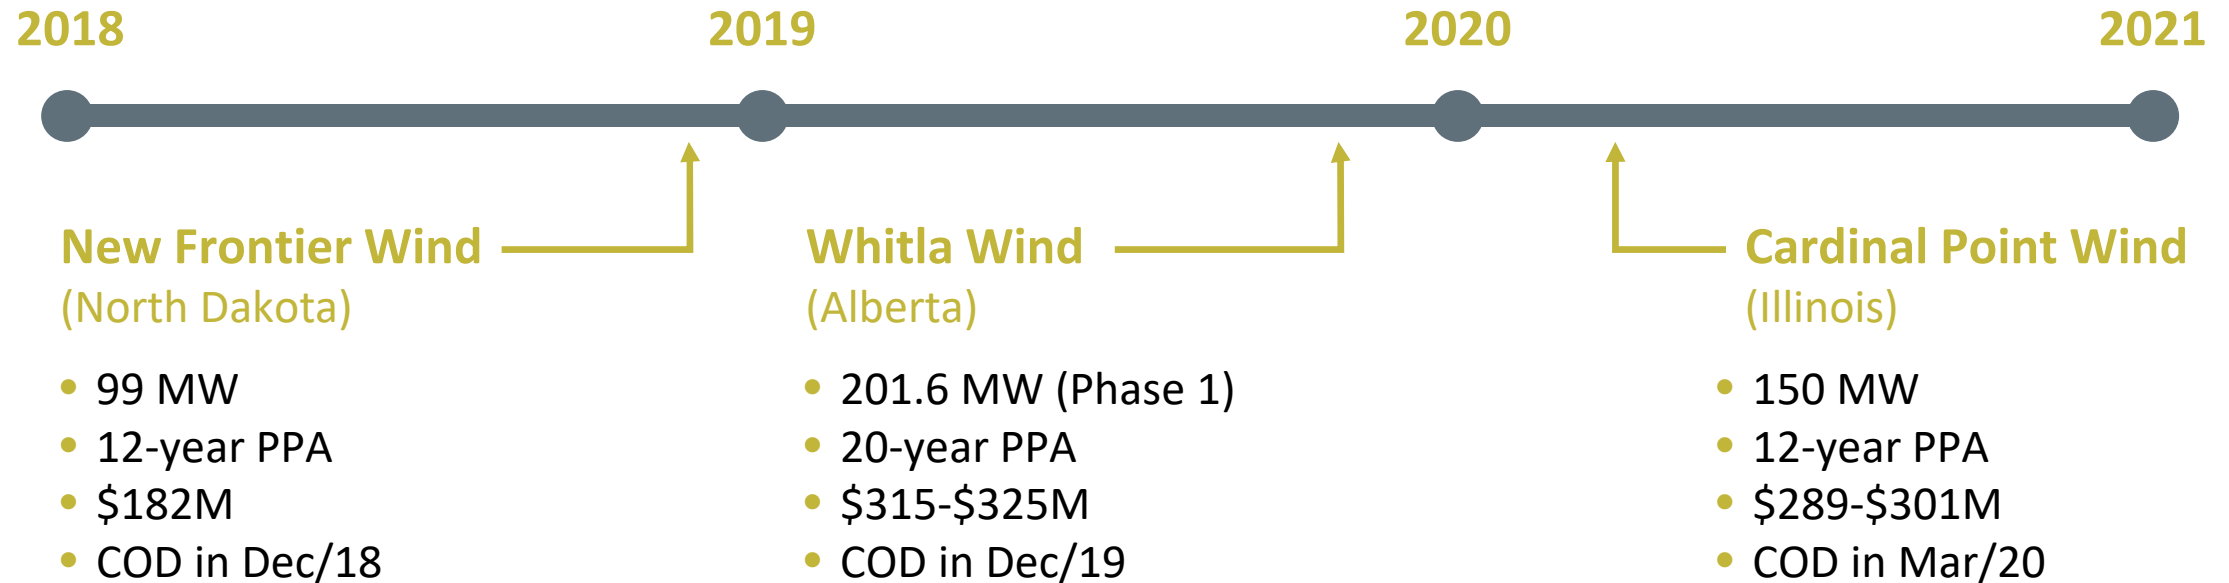 2018
2019
2020
2021
New Frontier Wind
(North Dakota)
• 99 MW
• 12-year PPA
• $182M
• COD in Dec/18
Whitla Wind
(Alberta)
• 201.6 MW (Phase 1)
• 20-year PPA
• $315-$325M
• COD in Dec/19
Cardinal Point Wind
(Illinois)
• 150 MW
• 12-year PPA
• $289-$301M
• COD in Mar/20